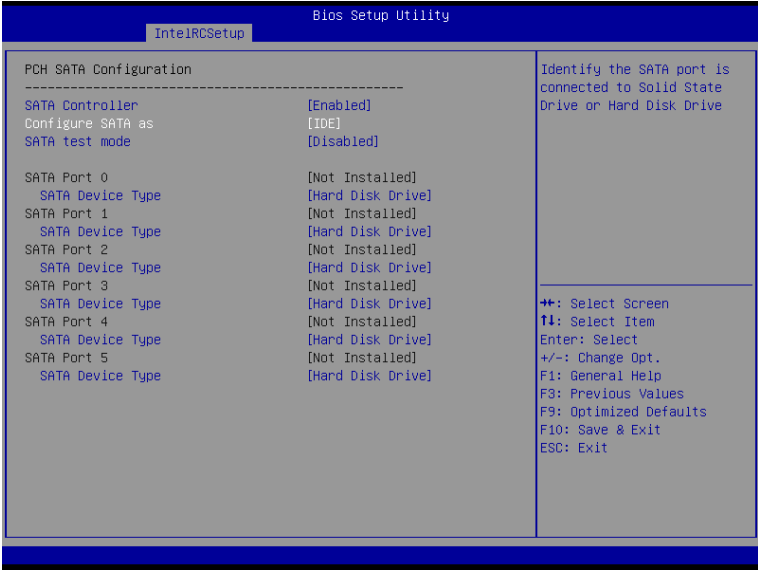 Bios Setup Utility
IntelRCSetup
PCH SATA Configuration
--------------------------------------------------
SATA Controller [Enabled]
Configure SATA as [IDE]
SATA test mode [Disabled]
SATA Port 0 [Not Installed]
SATA Device Type [Hard Disk Drive]
SATA Port 1 [Not Installed]
SATA Device Type [Hard Disk Drive]
SATA Port 2 [Not Installed]
SATA Device Type [Hard Disk Drive]
SATA Port 3 [Not Installed]
SATA Device Type [Hard Disk Drive]
SATA Port 4 [Not Installed]
SATA Device Type [Hard Disk Drive]
SATA Port 5 [Not Installed]
SATA Device Type [Hard Disk Drive]
Identify the SATA port is
connected to Solid State
Drive or Hard Disk Drive
→←: Select Screen
↑↓: Select Item
Enter: Select
+/-: Change Opt.
F1: General Help
F3: Previous Values
F9: Optimized Defaults
F10: Save & Exit
ESC: Exit